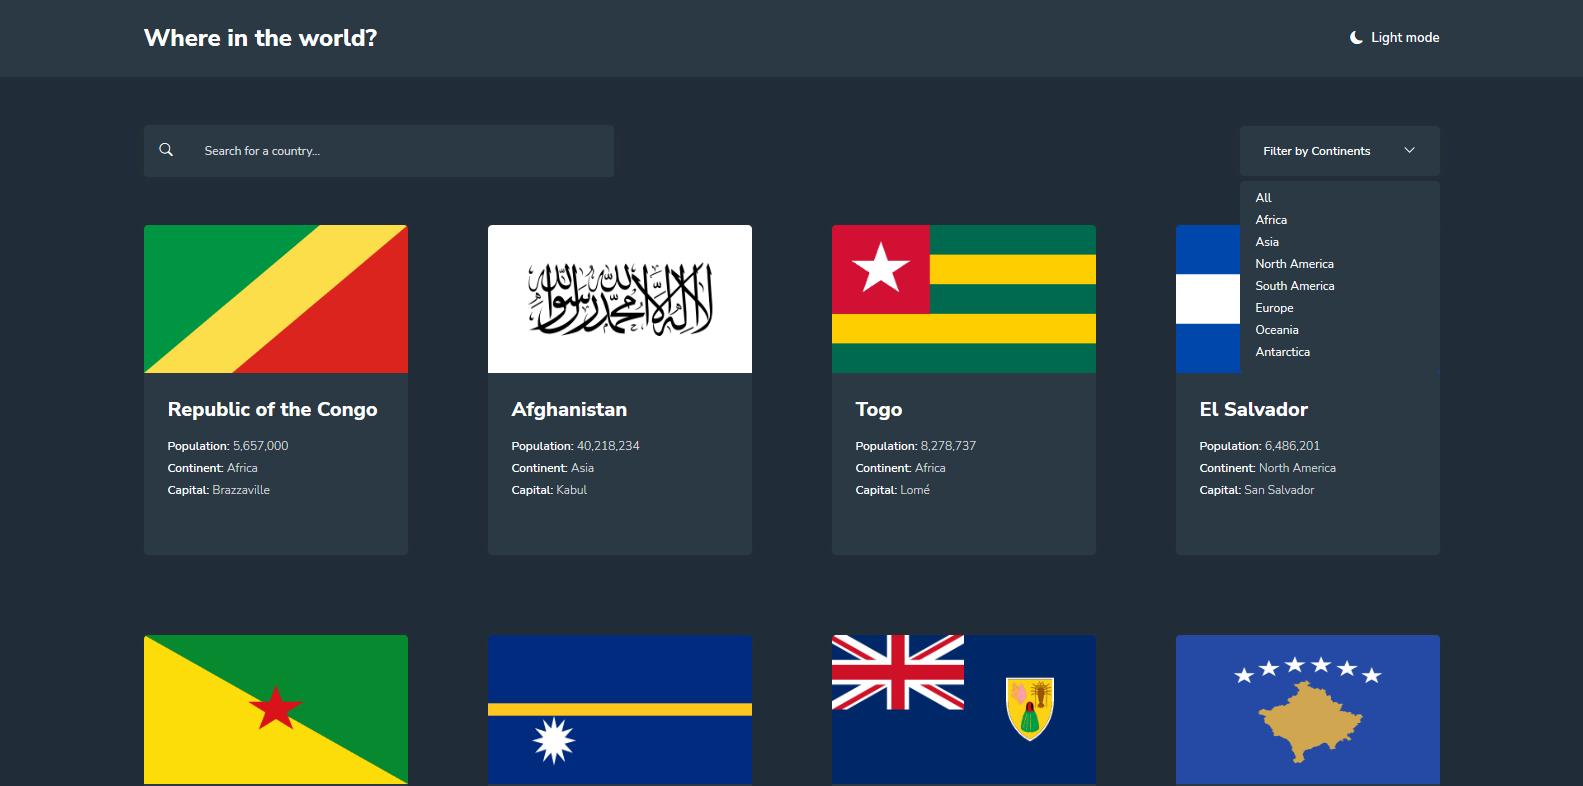 Where in the world?
Light mode
Search for a country...
Filter by Continents
All
Africa
Asia
North America
South America
Europe
Oceania
Antarctica
لا إله إلا الله محمد رسول الله
Republic of the Congo
Population: 5,657,000
Continent: Africa
Capital: Brazzaville
Afghanistan
Population: 40,218,234
Continent: Asia
Capital: Kabul
Togo
Population: 8,278,737
Continent: Africa
Capital: Lomé
El Salvador
Population: 6,486,201
Continent: North America
Capital: San Salvador